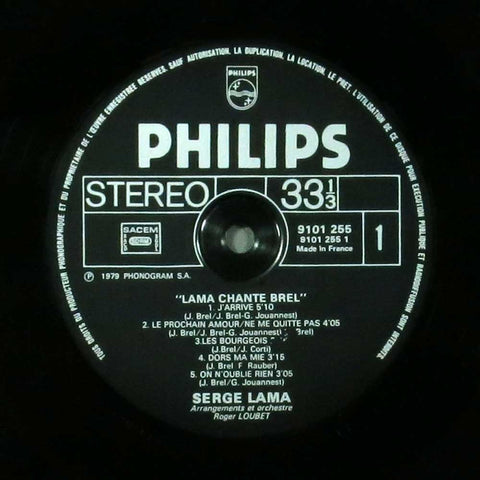 TOUS DROITS DU PRODUCTEUR PHONOGRAPHIQUE ET DU PROPRIETAIRE DE L'ŒUVRE ENREGISTREE RESERVES. SAUF AUTORISATION, LA DUPLICATION, LA LOCATION, LE PRET, L'UTILISATION DE CE DISQUE POUR EXECUTION PUBLIQUE ET RADIODIFFUSION SONT INTERDITS.
PHILIPS
PHILIPS
STEREO 33 1/3
SACEM
9101 255
9101 255 1
Made in France
1
Ⓟ 1979 PHONOGRAM S.A.
"LAMA CHANTE BREL"
1. J'ARRIVE 5'10
(J. Brel/J. Brel-G. Jouannest)
2. LE PROCHAIN AMOUR/NE ME QUITTE PAS 4'05
(J. Brel/J. Brel-G. Jouannest/J. Brel)
3. LES BOURGEOIS
(J.Brel/J. Corti)
4. DORS MA MIE 3'15
(J. Brel F. Rauber)
5. ON N'OUBLIE RIEN 3'05
(J. Brel/G. Jouannest)
SERGE LAMA
Arrangements et orchestre
Roger LOUBET